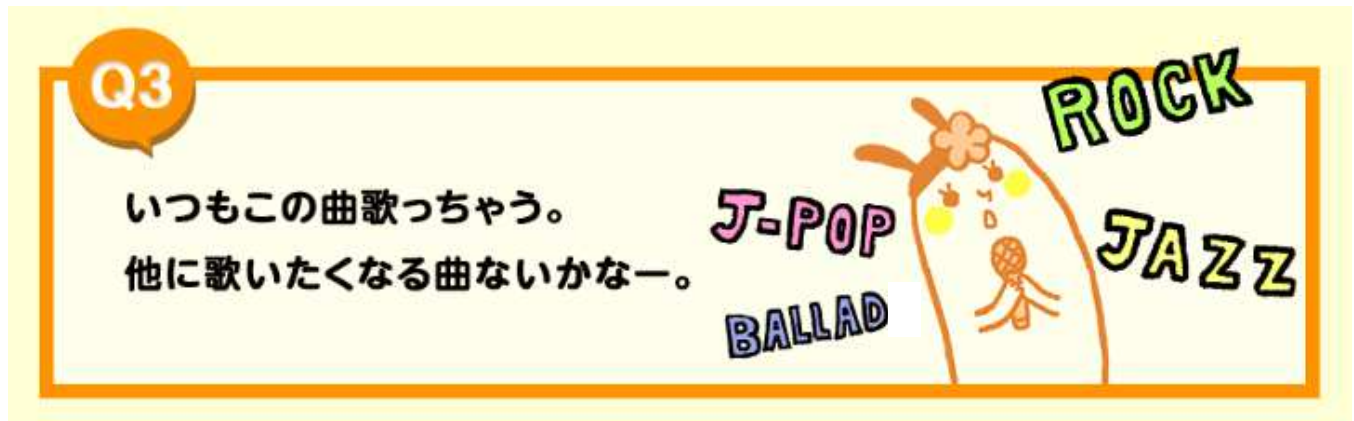 Q3
いつもこの曲歌っちゃう。
他に歌いたくなる曲ないかなー。
ROCK
J-POP
JAZZ
BALLAD